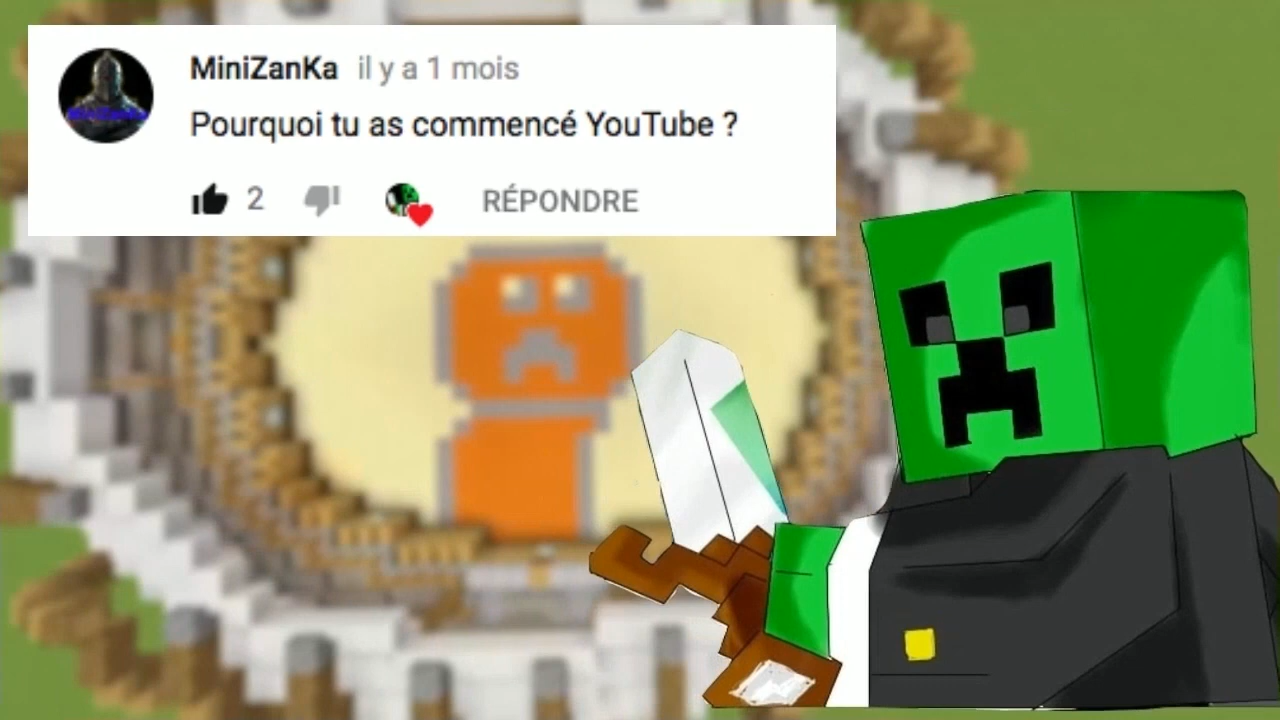 MiniZanKa il y a 1 mois
Pourquoi tu as commencé YouTube ?
2 RÉPONDRE